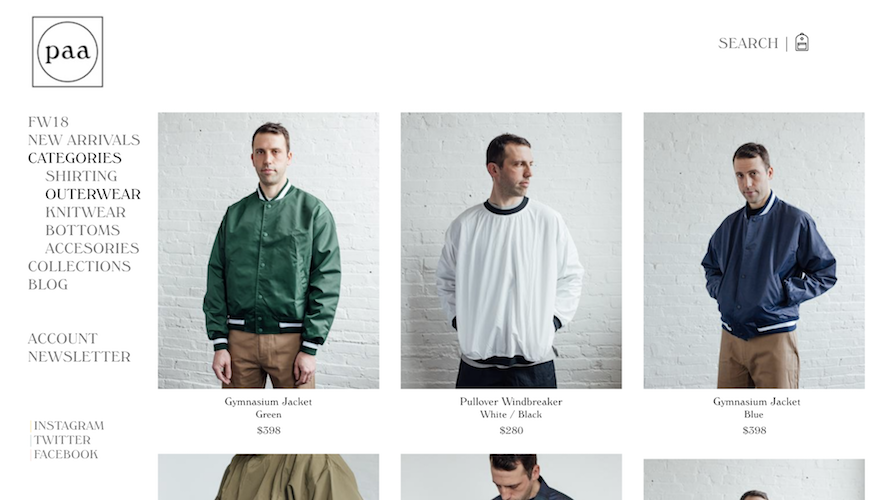 paa
SEARCH |
FW18
NEW ARRIVALS
CATEGORIES
SHIRTING
OUTERWEAR
KNITWEAR
BOTTOMS
ACCESORIES
COLLECTIONS
BLOG
ACCOUNT
NEWSLETTER
INSTAGRAM
TWITTER
FACEBOOK
Gymnasium Jacket
Green
$398
Pullover Windbreaker
White / Black
$280
Gymnasium Jacket
Blue
$398